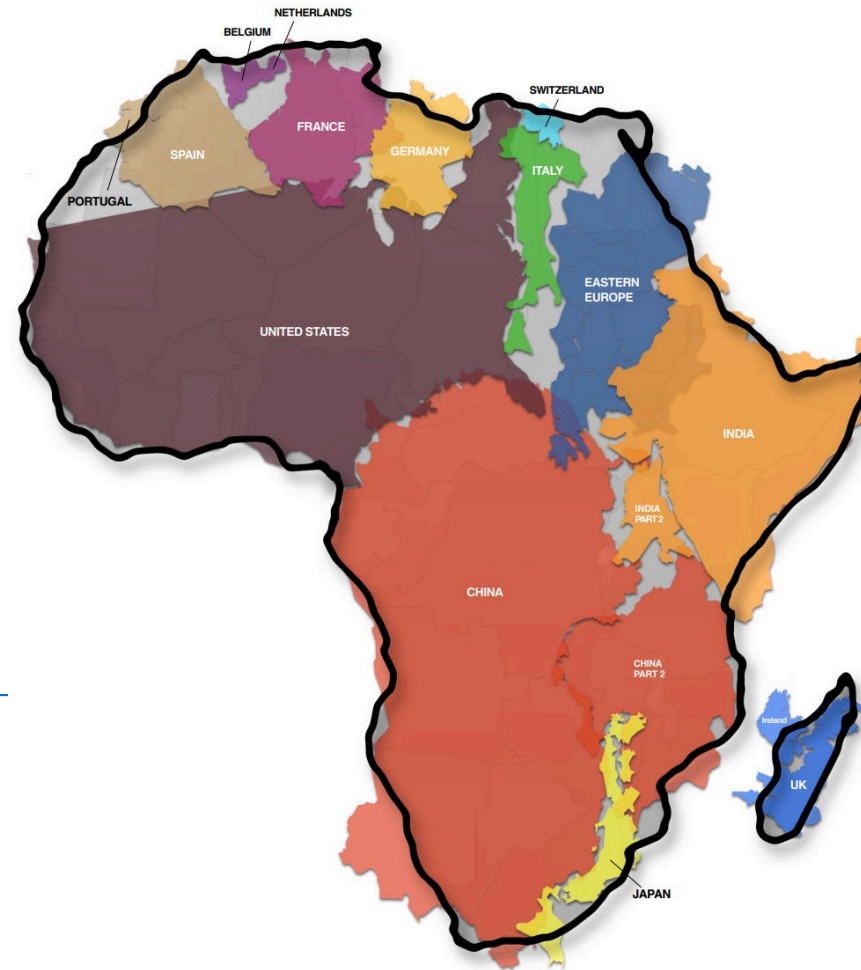 NETHERLANDS
BELGIUM
SWITZERLAND
FRANCE
GERMANY
SPAIN
ITALY
PORTUGAL
EASTERN
EUROPE
UNITED STATES
INDIA
INDIA
PART 2
CHINA
CHINA
PART 2
Ireland
UK
JAPAN